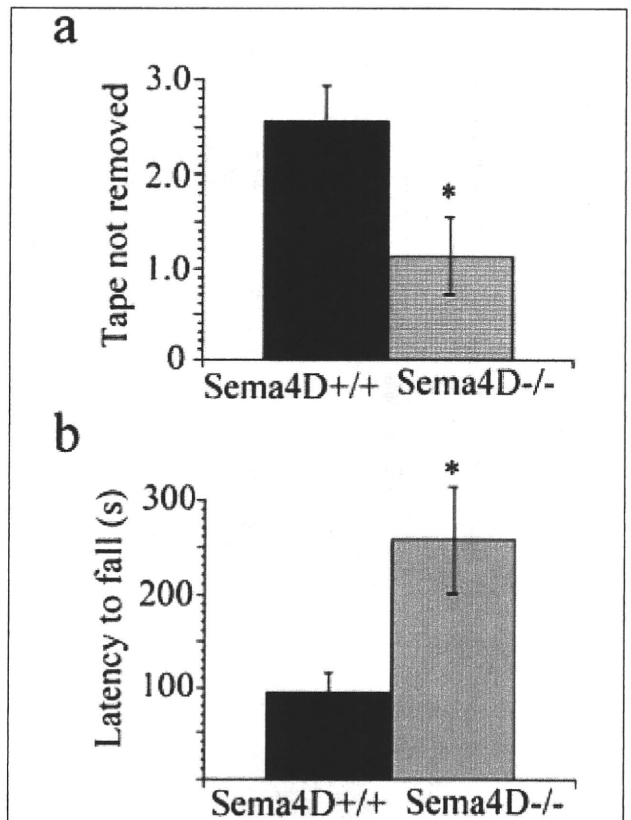 a
Tape not removed
3.0
2.0
1.0
0
*
Sema4D+/+ Sema4D-/-
b
Latency to fall (s)
300
200
100
*
Sema4D+/+ Sema4D-/-